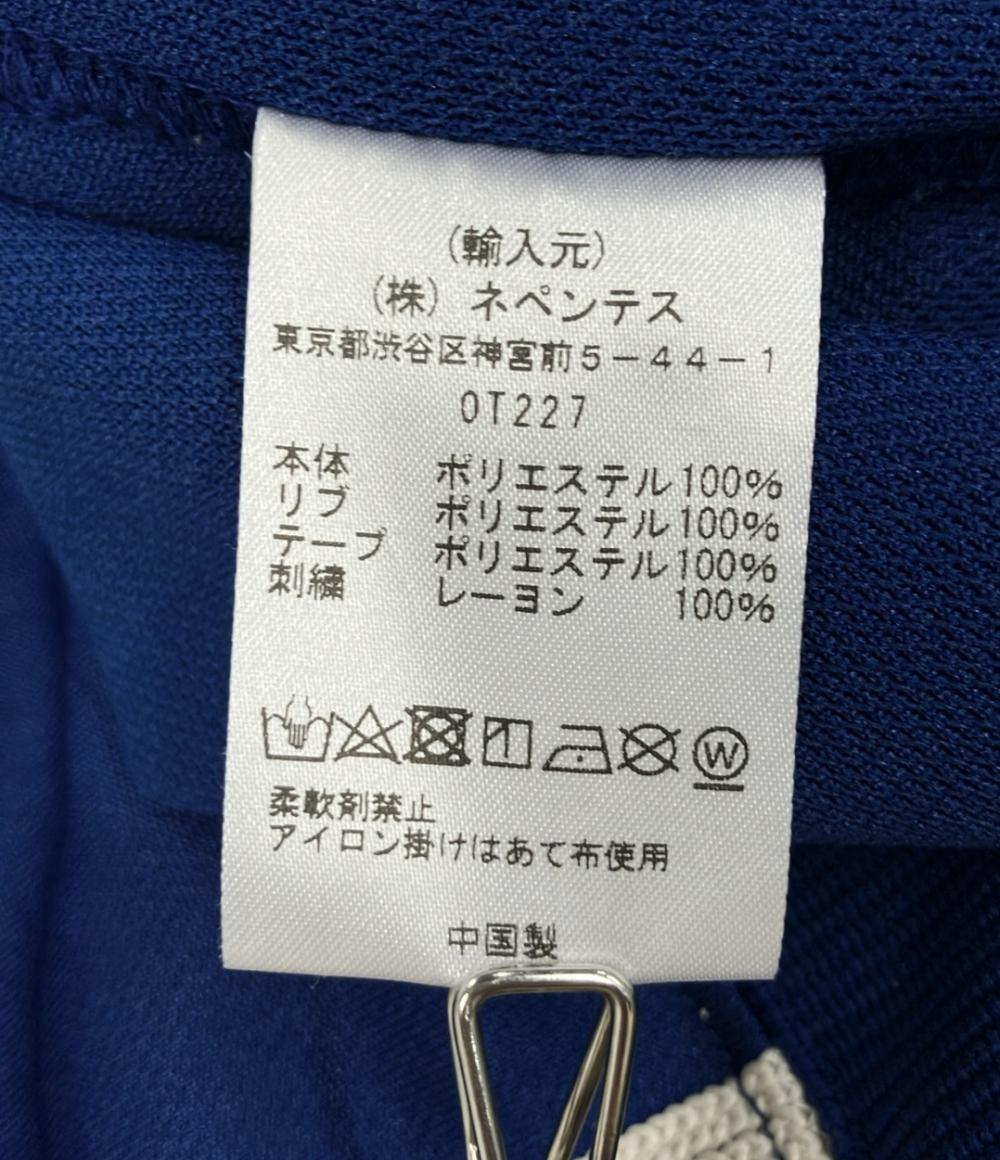 (輸入元)
(株) ネペンテス
東京都渋谷区神宮前5-44-1
OT227
本体 ポリエステル100%
リブ ポリエステル100%
テープ ポリエステル100%
刺繍 レーヨン 100%
W
柔軟剤禁止
アイロン掛けはあて布使用
中国製